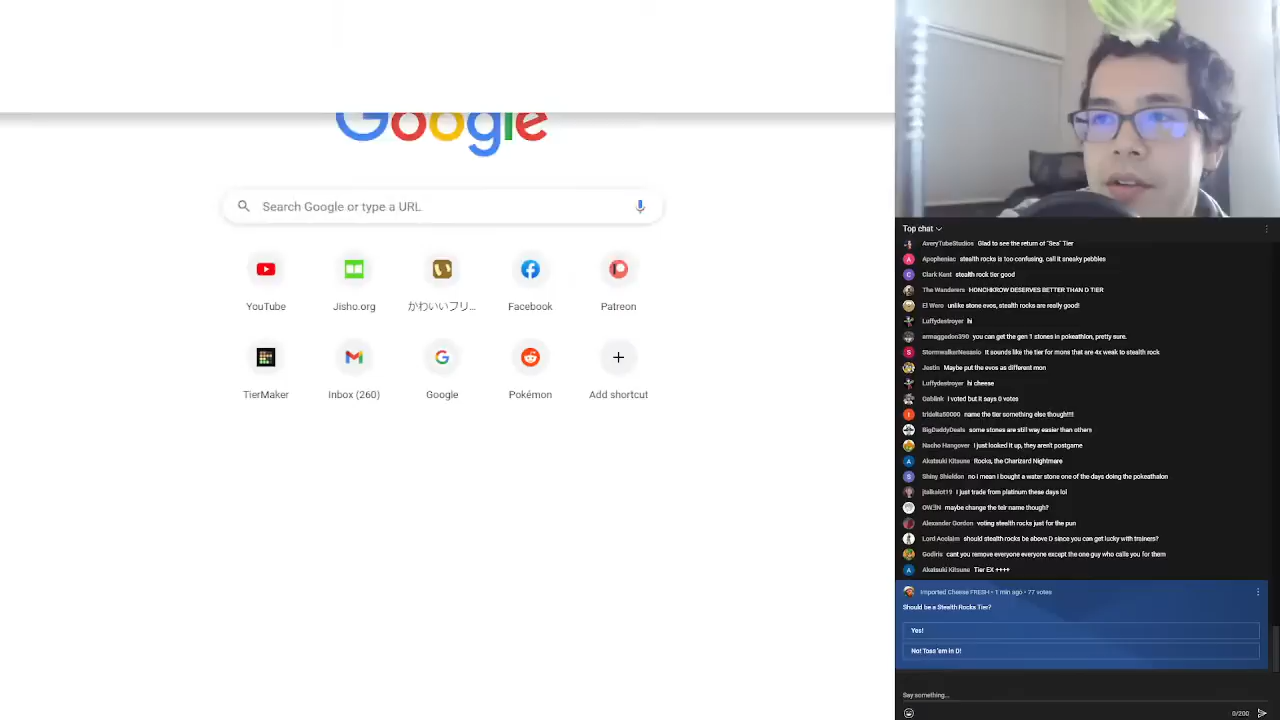 Google
Search Google or type a URL
YouTube
Jisho.org
かわいいフリ...
Facebook
Patreon
TierMaker
Inbox (260)
Google
Pokémon
Add shortcut
Top chat
AveryTubeStudios Glad to see the return of "Sea" Tier
Apopheniac stealth rocks is too confusing. call it sneaky pebbles
Clark Kent stealth rock tier good
The Wanderers HONCHKROW DESERVES BETTER THAN D TIER
El Wero unlike stone evos, stealth rocks are really good!
Luffydestroyer hi
armaggedon390 you can get the gen 1 stones in pokeathlon, pretty sure.
StormwalkerNecanio It sounds like the tier for mons that are 4x weak to stealth rock
Jestin Maybe put the evos as different mon
Luffydestroyer hi cheese
Gablink i voted but it says 0 votes
tridelta50000 name the tier something else though!!!!
BigDaddyDeals some stones are still way easier than others
Nacho Hangover I just looked it up, they aren't postgame
Akatsuki Kitsune Rocks, the Charizard Nightmare
Shiny Shieldon no i mean i bought a water stone one of the days doing the pokeathalon
jtalkalot19 I just trade from platinum these days lol
OW3N maybe change the teir name though?
Alexander Gordon voting stealth rocks just for the pun
Lord Acclaim should stealth rocks be above D since you can get lucky with trainers?
Godiris cant you remove everyone everyone except the one guy who calls you for them
Akatsuki Kitsune Tier EX ++++
Imported Cheese FRESH • 1 min ago • 77 votes
Should be a Stealth Rocks Tier?
Yes!
No! Toss 'em in D!
Say something...
0/200